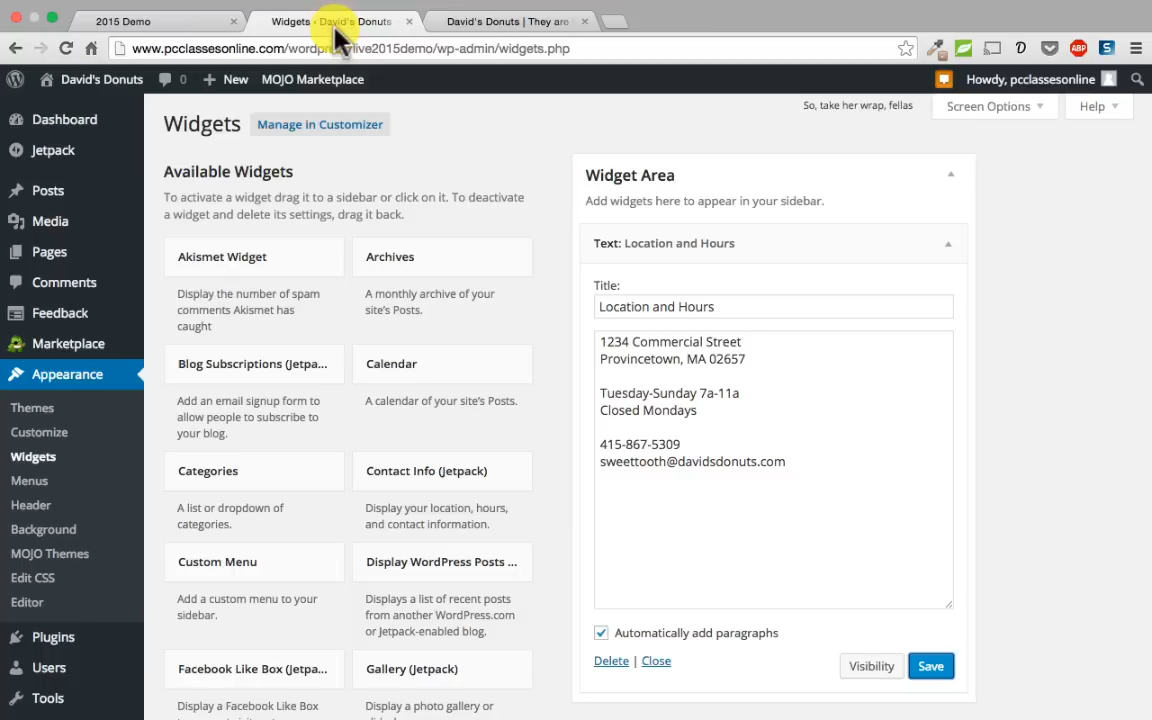 2015 Demo
Widgets ‹ David's Donuts
David's Donuts | They are
www.pcclassesonline.com/wordpresslive2015demo/wp-admin/widgets.php
David's Donuts
0
New
MOJO Marketplace
Howdy, pcclassesonline
Dashboard
Jetpack
Posts
Media
Pages
Comments
Feedback
Marketplace
Appearance
Themes
Customize
Widgets
Menus
Header
Background
MOJO Themes
Edit CSS
Editor
Plugins
Users
Tools
So, take her wrap, fellas
Screen Options
Help
Widgets
Manage in Customizer
Available Widgets
To activate a widget drag it to a sidebar or click on it. To deactivate
a widget and delete its settings, drag it back.
Akismet Widget
Display the number of spam
comments Akismet has
caught
Archives
A monthly archive of your
site's Posts.
Blog Subscriptions (Jetpa...
Add an email signup form to
allow people to subscribe to
your blog.
Calendar
A calendar of your site's Posts.
Categories
A list or dropdown of
categories.
Contact Info (Jetpack)
Display your location, hours,
and contact information.
Custom Menu
Add a custom menu to your
sidebar.
Display WordPress Posts ...
Displays a list of recent posts
from another WordPress.com
or Jetpack-enabled blog.
Facebook Like Box (Jetpa...
Display a Facebook Like Box
Gallery (Jetpack)
Display a photo gallery or
Widget Area
Add widgets here to appear in your sidebar.
Text: Location and Hours
Title:
Location and Hours
1234 Commercial Street
Provincetown, MA 02657
Tuesday-Sunday 7a-11a
Closed Mondays
415-867-5309
sweettooth@davidsdonuts.com
Automatically add paragraphs
Delete | Close
Visibility
Save